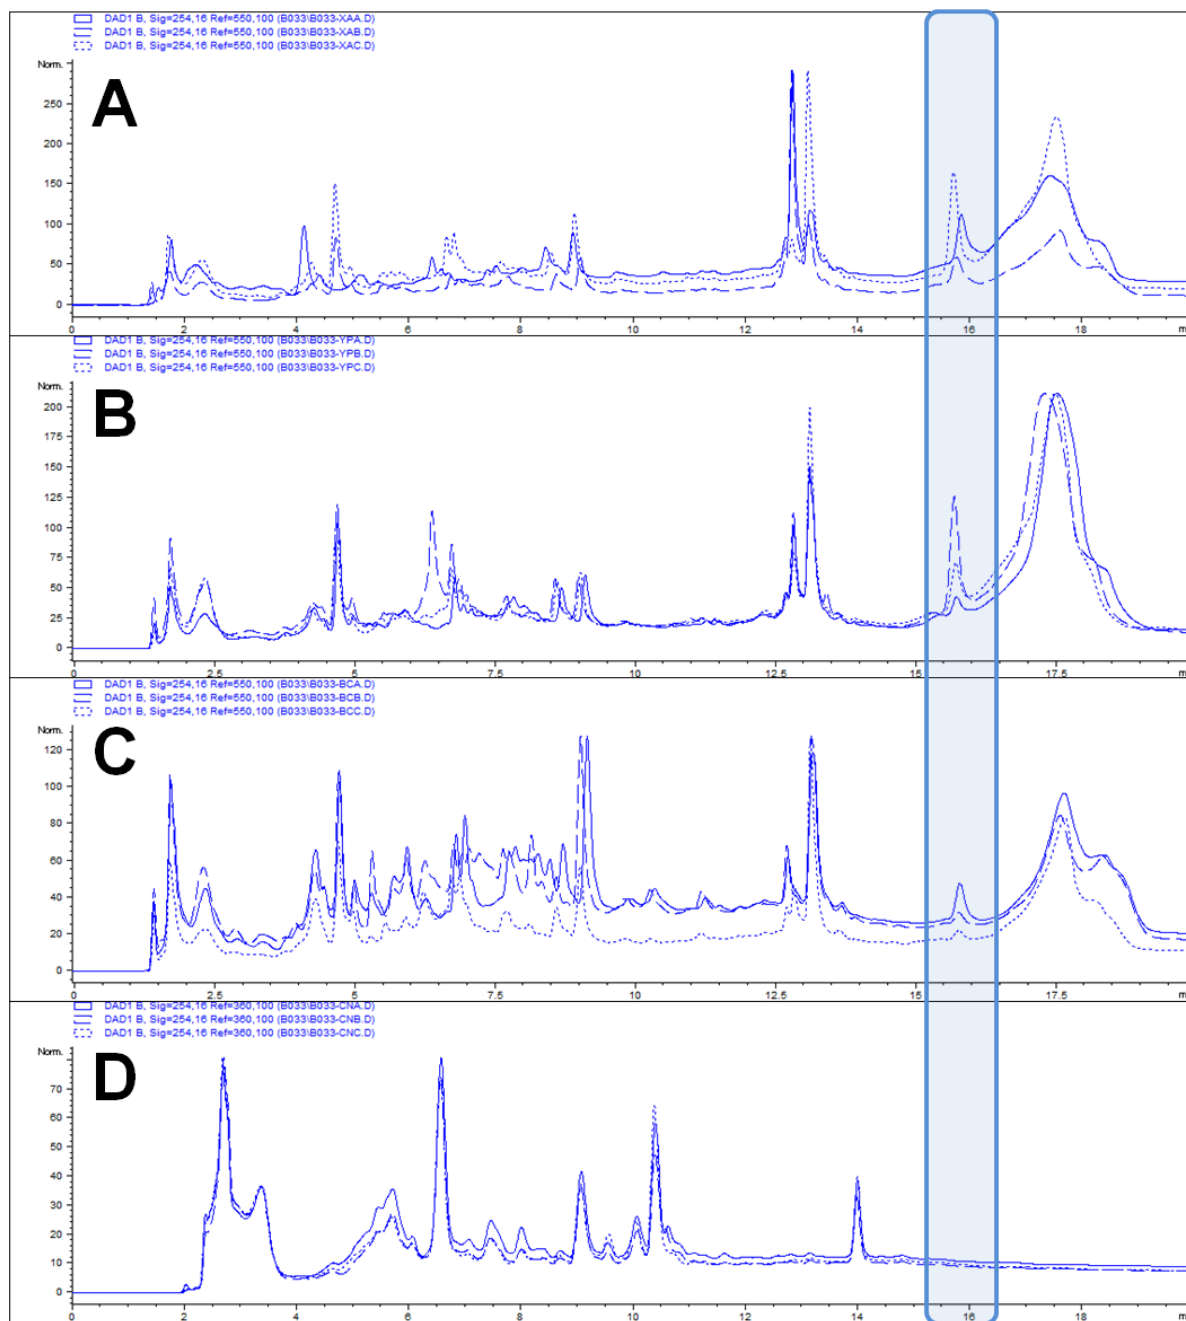 DAD1 B, Sig=254,16 Ref=550,100 (B033\B033-XAA.D)
DAD1 B, Sig=254,16 Ref=550,100 (B033\B033-XAB.D)
DAD1 B, Sig=254,16 Ref=550,100 (B033\B033-XAC.D)
Norm.
A
250
200
150
100
50
0
0 2 4 6 8 10 12 14 16 18 m
DAD1 B, Sig=254,16 Ref=550,100 (B033\B033-YPA.D)
DAD1 B, Sig=254,16 Ref=550,100 (B033\B033-YPB.D)
DAD1 B, Sig=254,16 Ref=550,100 (B033\B033-YPC.D)
Norm.
B
200
175
150
125
100
75
50
25
0
0 2.5 5 7.5 10 12.5 15 17.5 m
DAD1 B, Sig=254,16 Ref=550,100 (B033\B033-BCA.D)
DAD1 B, Sig=254,16 Ref=550,100 (B033\B033-BCB.D)
DAD1 B, Sig=254,16 Ref=550,100 (B033\B033-BCC.D)
Norm.
C
120
100
80
60
40
20
0
0 2.5 5 7.5 10 12.5 15 17.5 m
DAD1 B, Sig=254,16 Ref=360,100 (B033\B033-CNA.D)
DAD1 B, Sig=254,16 Ref=360,100 (B033\B033-CNB.D)
DAD1 B, Sig=254,16 Ref=360,100 (B033\B033-CNC.D)
Norm.
D
70
60
50
40
30
20
10
0
0 2 4 6 8 10 12 14 16 18 m